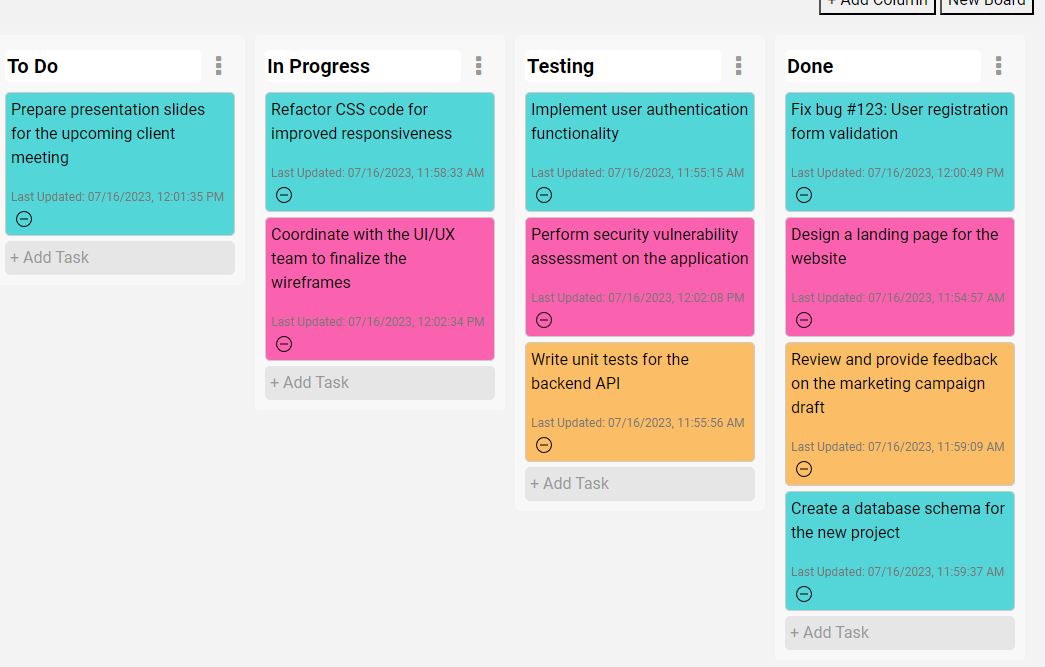 + Add Column
New Board
To Do
Prepare presentation slides
for the upcoming client
meeting
Last Updated: 07/16/2023, 12:01:35 PM
+ Add Task
In Progress
Refactor CSS code for
improved responsiveness
Last Updated: 07/16/2023, 11:58:33 AM
Coordinate with the UI/UX
team to finalize the
wireframes
Last Updated: 07/16/2023, 12:02:34 PM
+ Add Task
Testing
Implement user authentication
functionality
Last Updated: 07/16/2023, 11:55:15 AM
Perform security vulnerability
assessment on the application
Last Updated: 07/16/2023, 12:02:08 PM
Write unit tests for the
backend API
Last Updated: 07/16/2023, 11:55:56 AM
+ Add Task
Done
Fix bug #123: User registration
form validation
Last Updated: 07/16/2023, 12:00:49 PM
Design a landing page for the
website
Last Updated: 07/16/2023, 11:54:57 AM
Review and provide feedback
on the marketing campaign
draft
Last Updated: 07/16/2023, 11:59:09 AM
Create a database schema for
the new project
Last Updated: 07/16/2023, 11:59:37 AM
+ Add Task